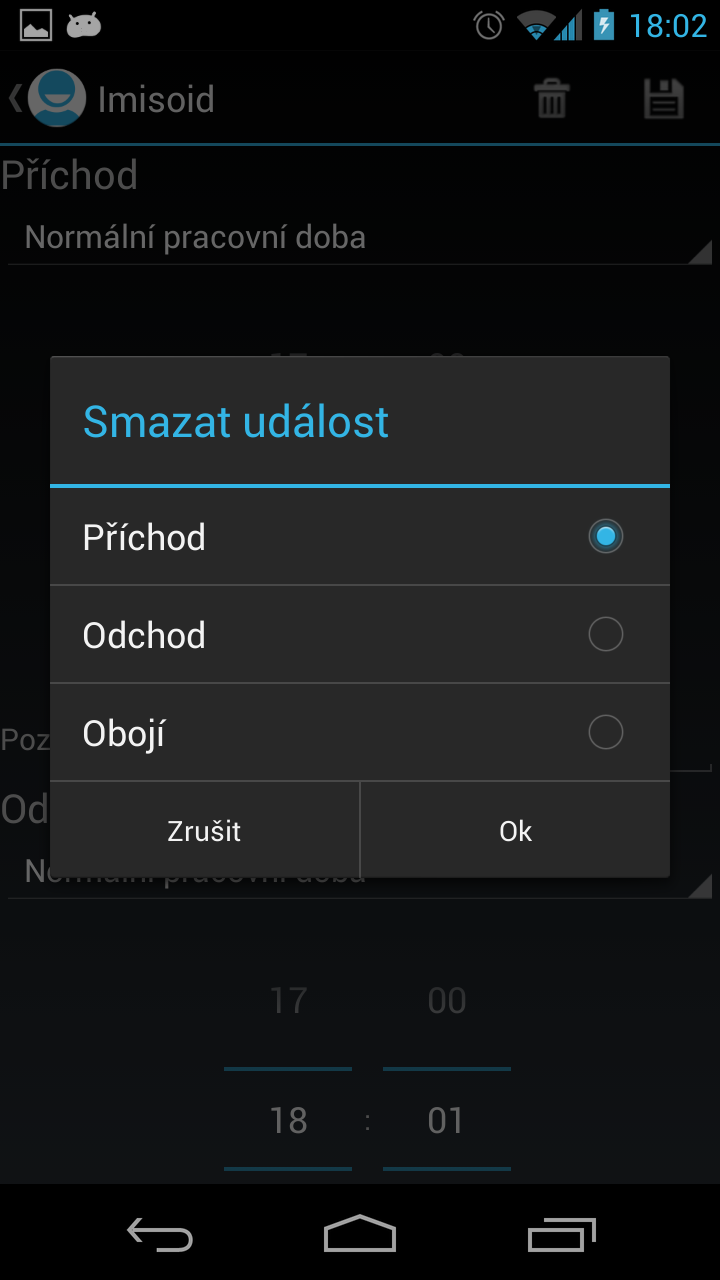 18:02
Imisoid
Příchod
Normální pracovní doba
Smazat událost
Příchod
Odchod
Obojí
Poz
Zrušit
Ok
Od
Normální pracovní doba
17 00
18 : 01